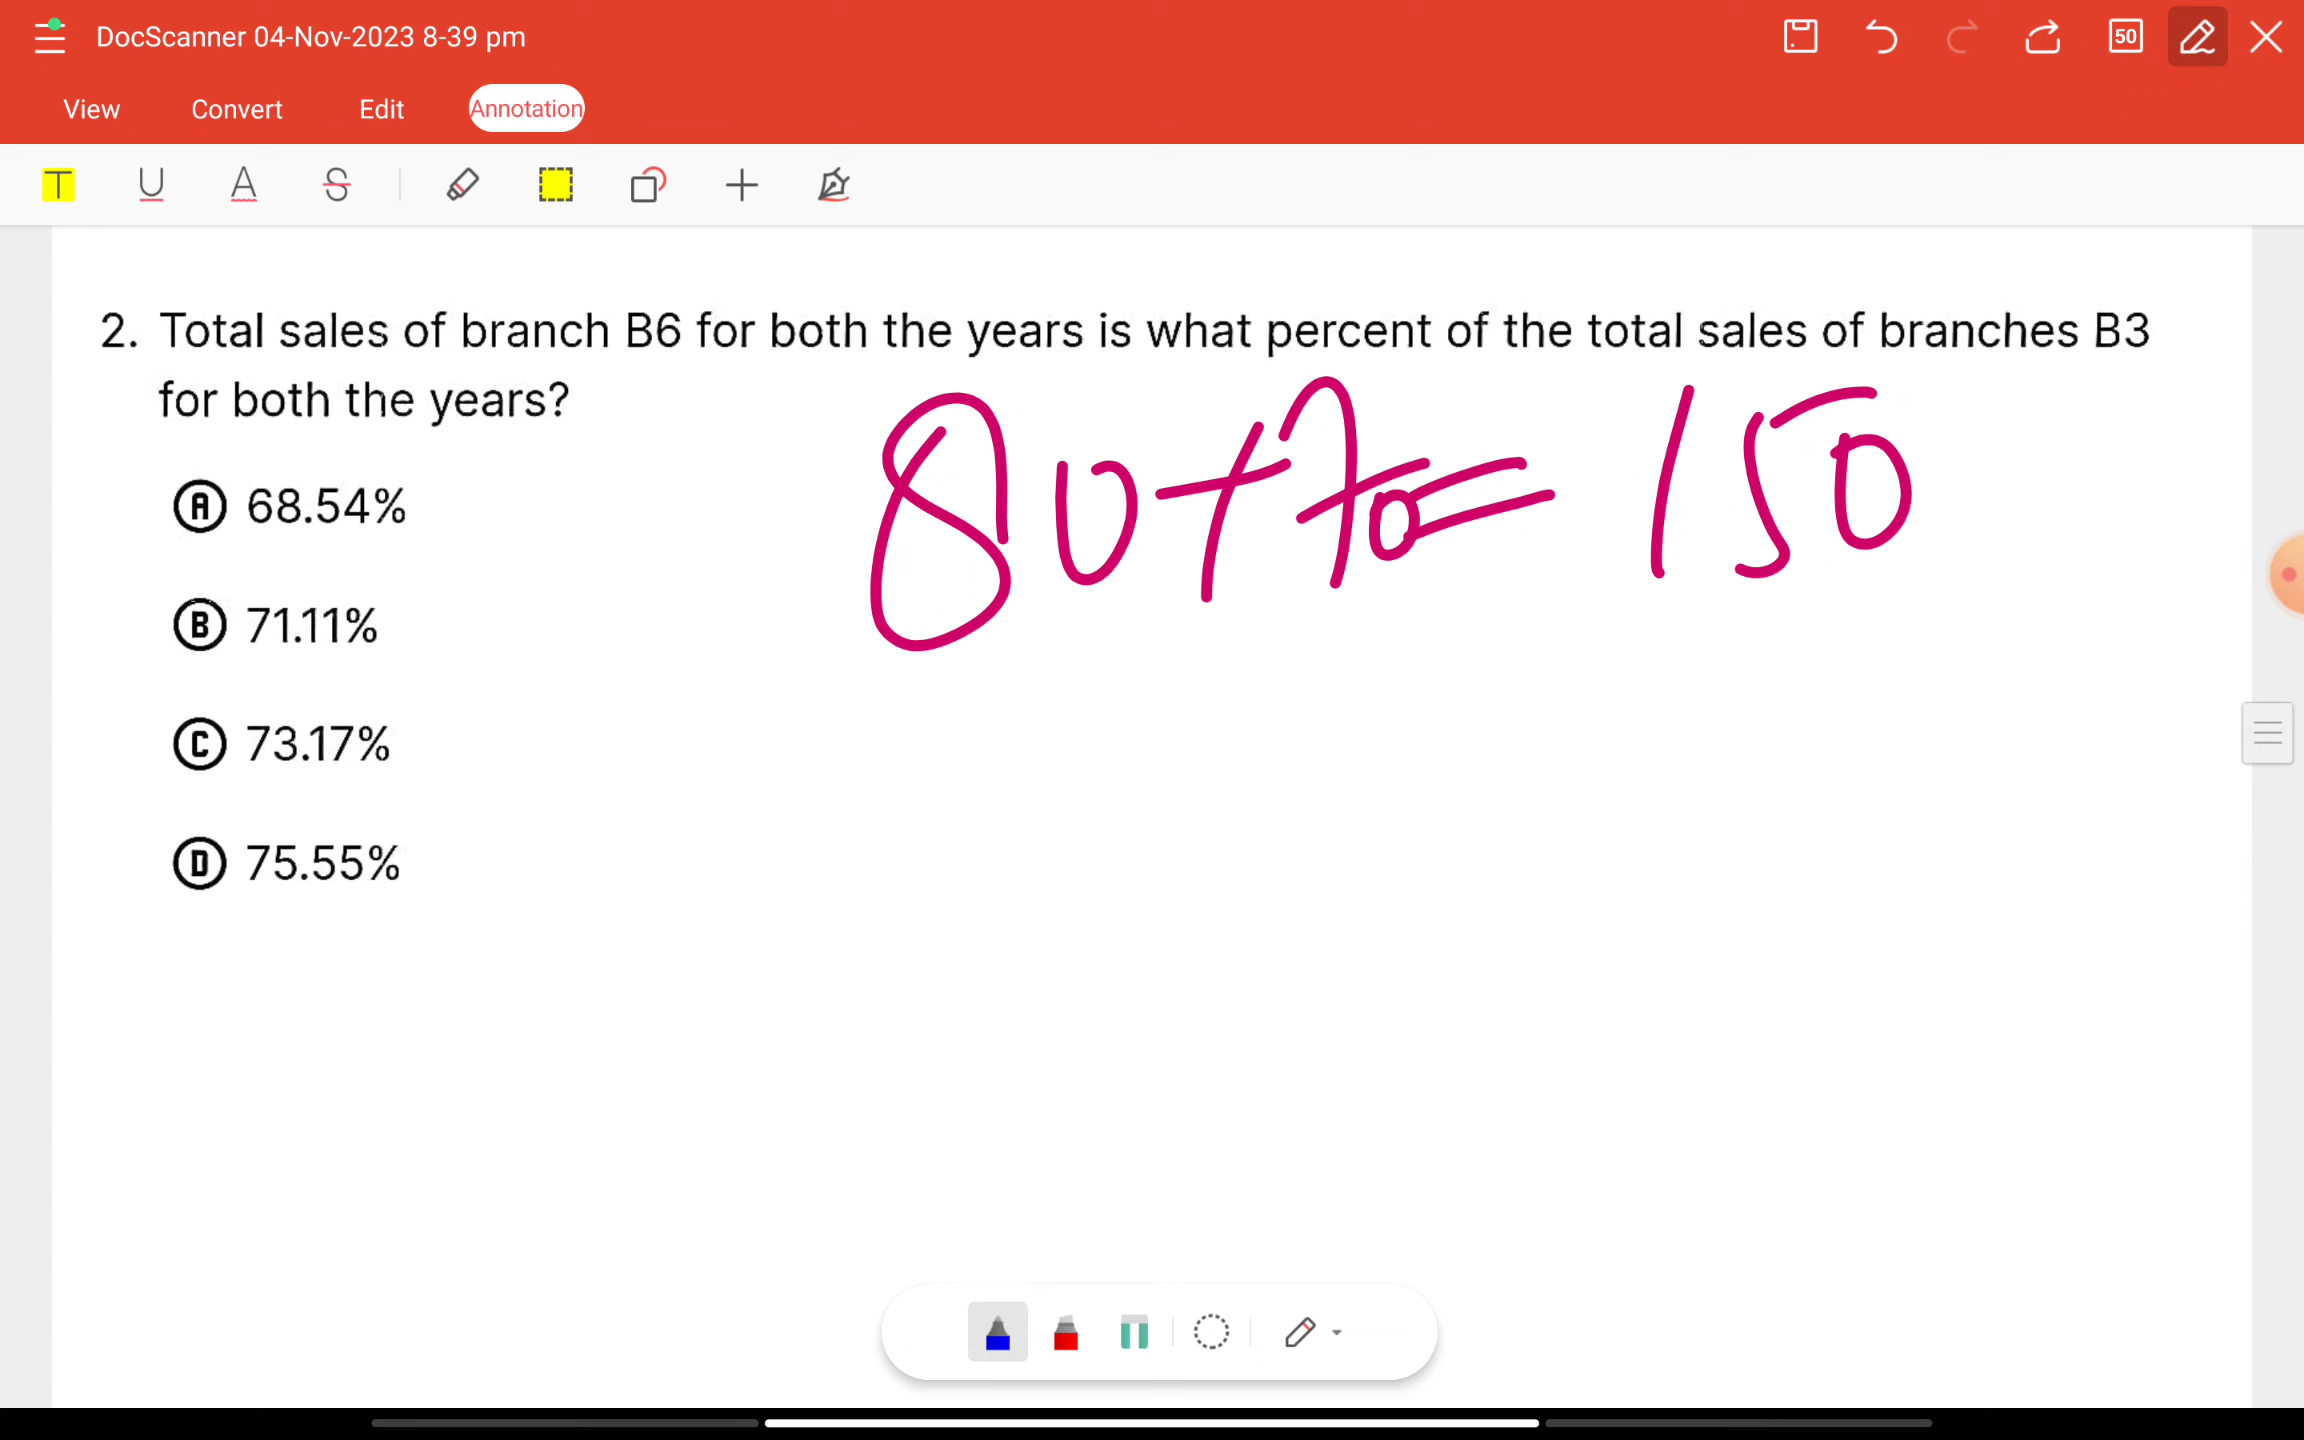 DocScanner 04-Nov-2023 8-39 pm
50
View Convert Edit Annotation
T U A S
2. Total sales of branch B6 for both the years is what percent of the total sales of branches B3
for both the years?
80+70= 150
A 68.54%
B 71.11%
C 73.17%
D 75.55%